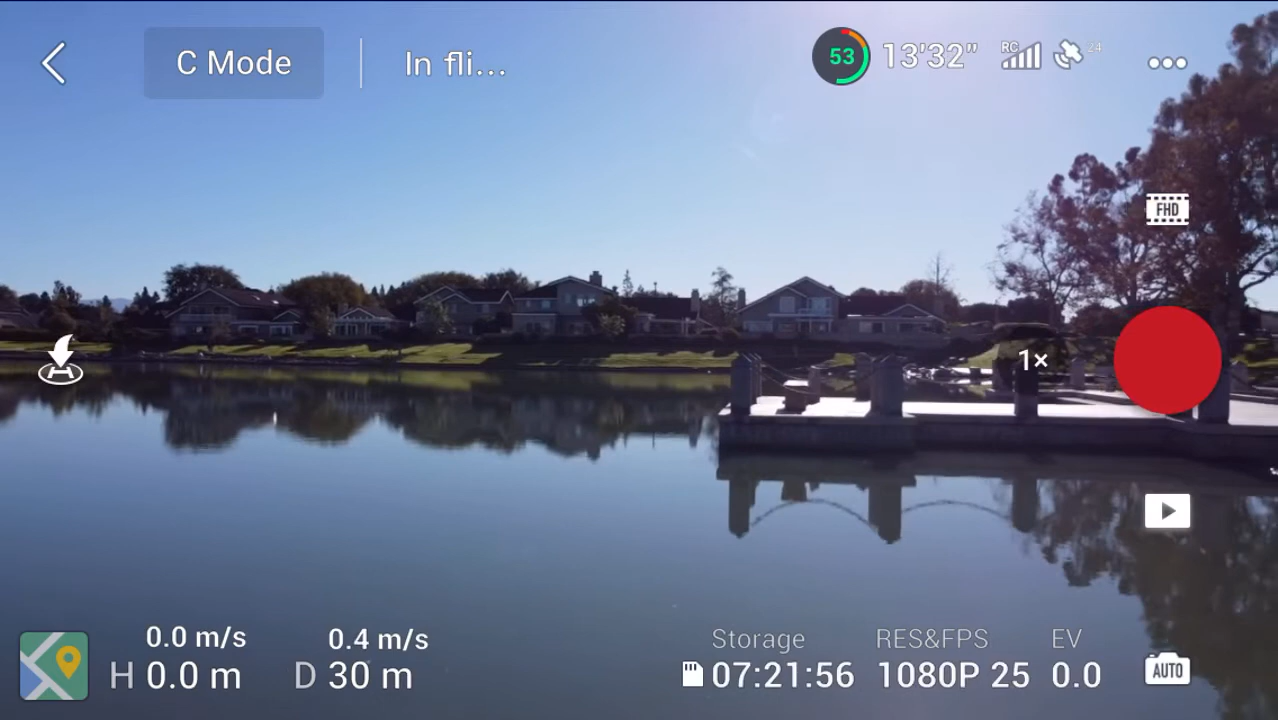 C Mode
In fli...
53
13'32"
RC
24
FHD
1×
0.0 m/s
0.4 m/s
H 0.0 m
D 30 m
Storage
RES&FPS
EV
07:21:56
1080P 25
0.0
AUTO